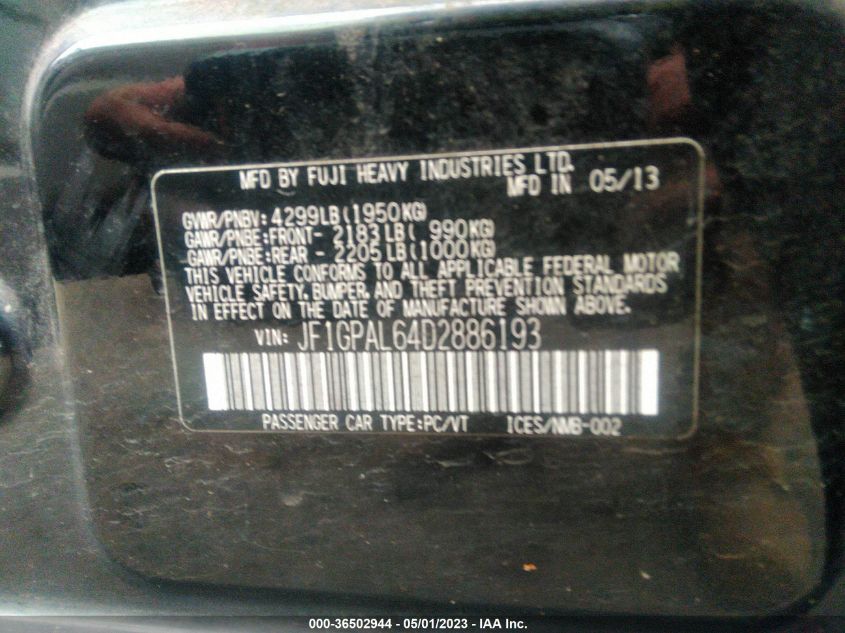 MFD BY FUJI HEAVY INDUSTRIES LTD.
MFD IN 05/13
GVWR/PNBV: 4299LB(1950KG)
GAWR/PNBE:FRONT- 2183LB( 990KG)
GAWR/PNBE:REAR - 2205LB(1000KG)
THIS VEHICLE CONFORMS TO ALL APPLICABLE FEDERAL MOTOR
VEHICLE SAFETY, BUMPER, AND THEFT PREVENTION STANDARDS
IN EFFECT ON THE DATE OF MANUFACTURE SHOWN ABOVE.
VIN: JF1GPAL64D2886193
PASSENGER CAR TYPE:PC/VT ICES/NMB-002
000-36502944 - 05/01/2023 - IAA Inc.